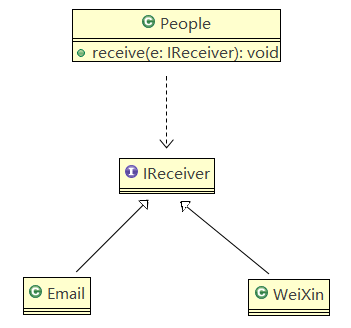 C People
receive(e: IReceiver): void
I IReceiver
C Email
C WeiXin